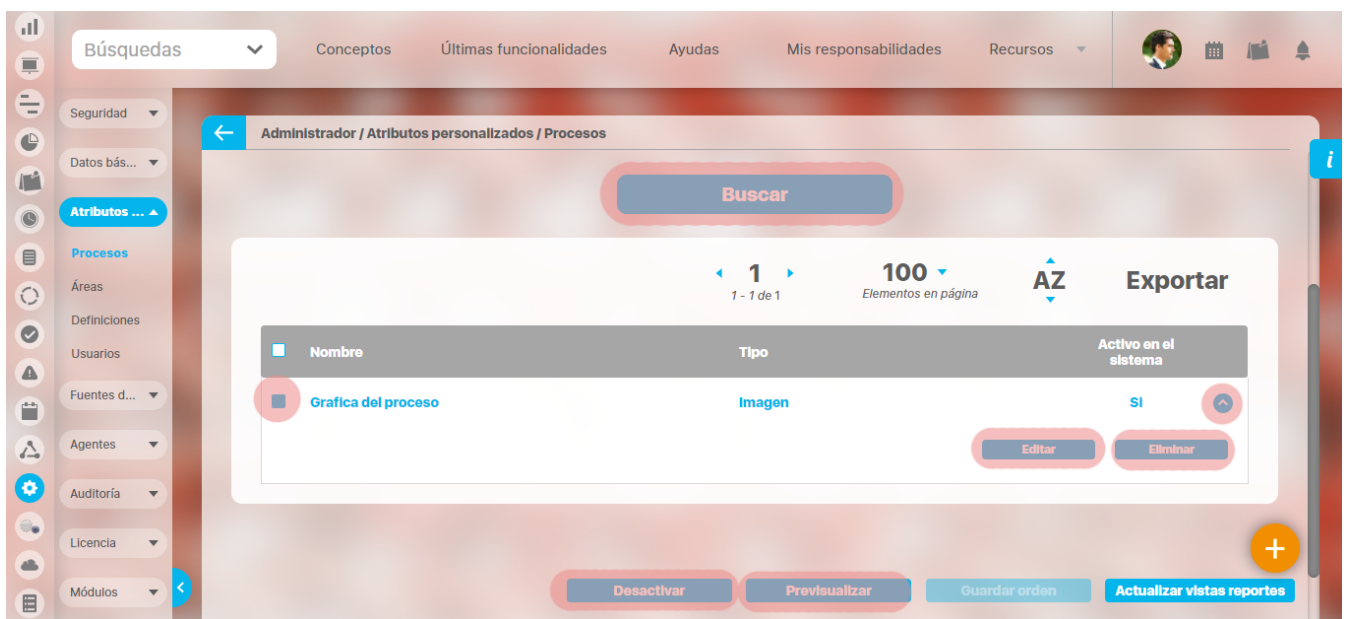 Búsquedas
Conceptos
Últimas funcionalidades
Ayudas
Mis responsabilidades
Recursos
Seguridad
Datos bás...
Atributos ...
Procesos
Áreas
Definiciones
Usuarios
Fuentes d...
Agentes
Auditoría
Licencia
Módulos
Administrador / Atributos personalizados / Procesos
i
Buscar
1
1 - 1 de 1
100
Elementos en página
AZ
Exportar
Nombre
Tipo
Activo en el
sistema
Grafica del proceso
Imagen
Si
Editar
Eliminar
+
Desactivar
Previsualizar
Guardar orden
Actualizar vistas reportes